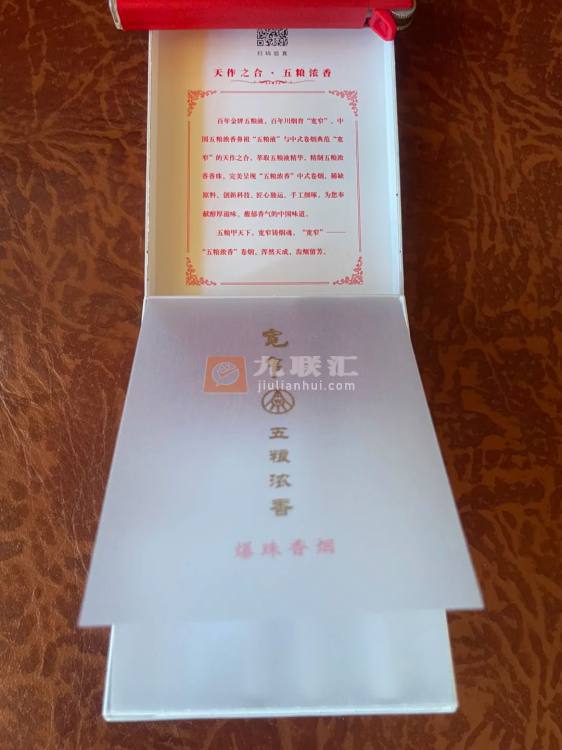 扫码验真
天作之合·五粮浓香
百年金牌五粮液，百年川烟育“宽窄”。中
国五粮浓香鼻祖“五粮液”与中式卷烟典范“宽
窄”的天作之合。萃取五粮液精华，精制五粮浓
香香珠，完美呈现“五粮浓香”中式卷烟。稀缺
原料、创新科技、匠心独运、手工细琢，为您奉
献醇厚滋味、馥郁香气的中国味道。
五粮甲天下，宽窄铸烟魂。“宽窄”——
“五粮浓香”卷烟，浑然天成，齿颊留芳。
宽窄
五粮浓香
爆珠香烟
九联汇
jiulianhui.com